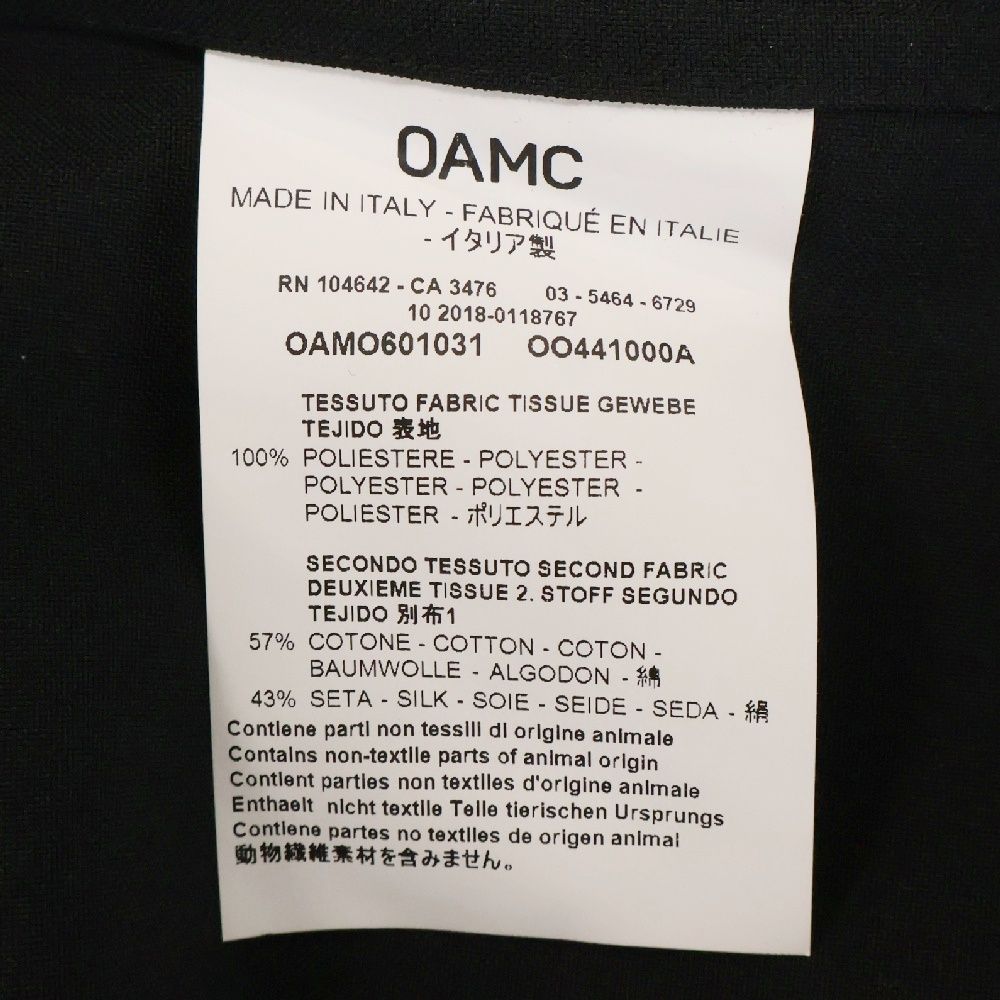 OAMC
MADE IN ITALY - FABRIQUÉ EN ITALIE
- イタリア製
RN 104642 - CA 3476 03 - 5464 - 6729
10 2018-0118767
OAMO601031 OO441000A
TESSUTO FABRIC TISSUE GEWEBE
TEJIDO 表地
100% POLIESTERE - POLYESTER -
POLYESTER - POLYESTER -
POLIESTER - ポリエステル
SECONDO TESSUTO SECOND FABRIC
DEUXIEME TISSUE 2. STOFF SEGUNDO
TEJIDO 別布1
57% COTONE - COTTON - COTON -
BAUMWOLLE - ALGODON - 綿
43% SETA - SILK - SOIE - SEIDE - SEDA - 絹
Contiene parti non tessili di origine animale
Contains non-textile parts of animal origin
Contient parties non textiles d'origine animale
Enthaelt nicht textile Teile tierischen Ursprungs
Contiene partes no textiles de origen animal
動物繊維素材を含みません。